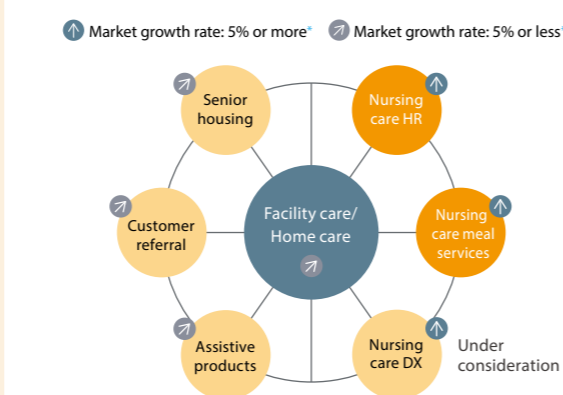 Market growth rate: 5% or more*
Market growth rate: 5% or less*
Senior
housing
Nursing
care HR
Customer
referral
Facility care/
Home care
Nursing
care meal
services
Assistive
products
Nursing
care DX
Under
consideration